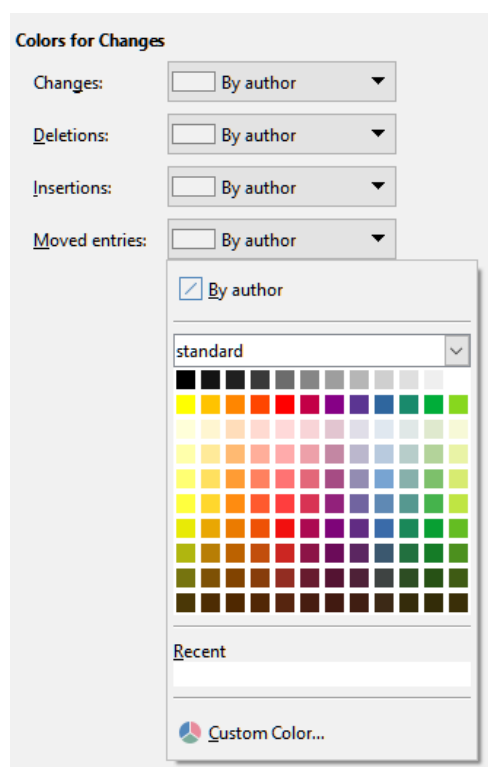 Colors for Changes
Changes: By author
Deletions: By author
Insertions: By author
Moved entries: By author
By author
standard
Recent
Custom Color...